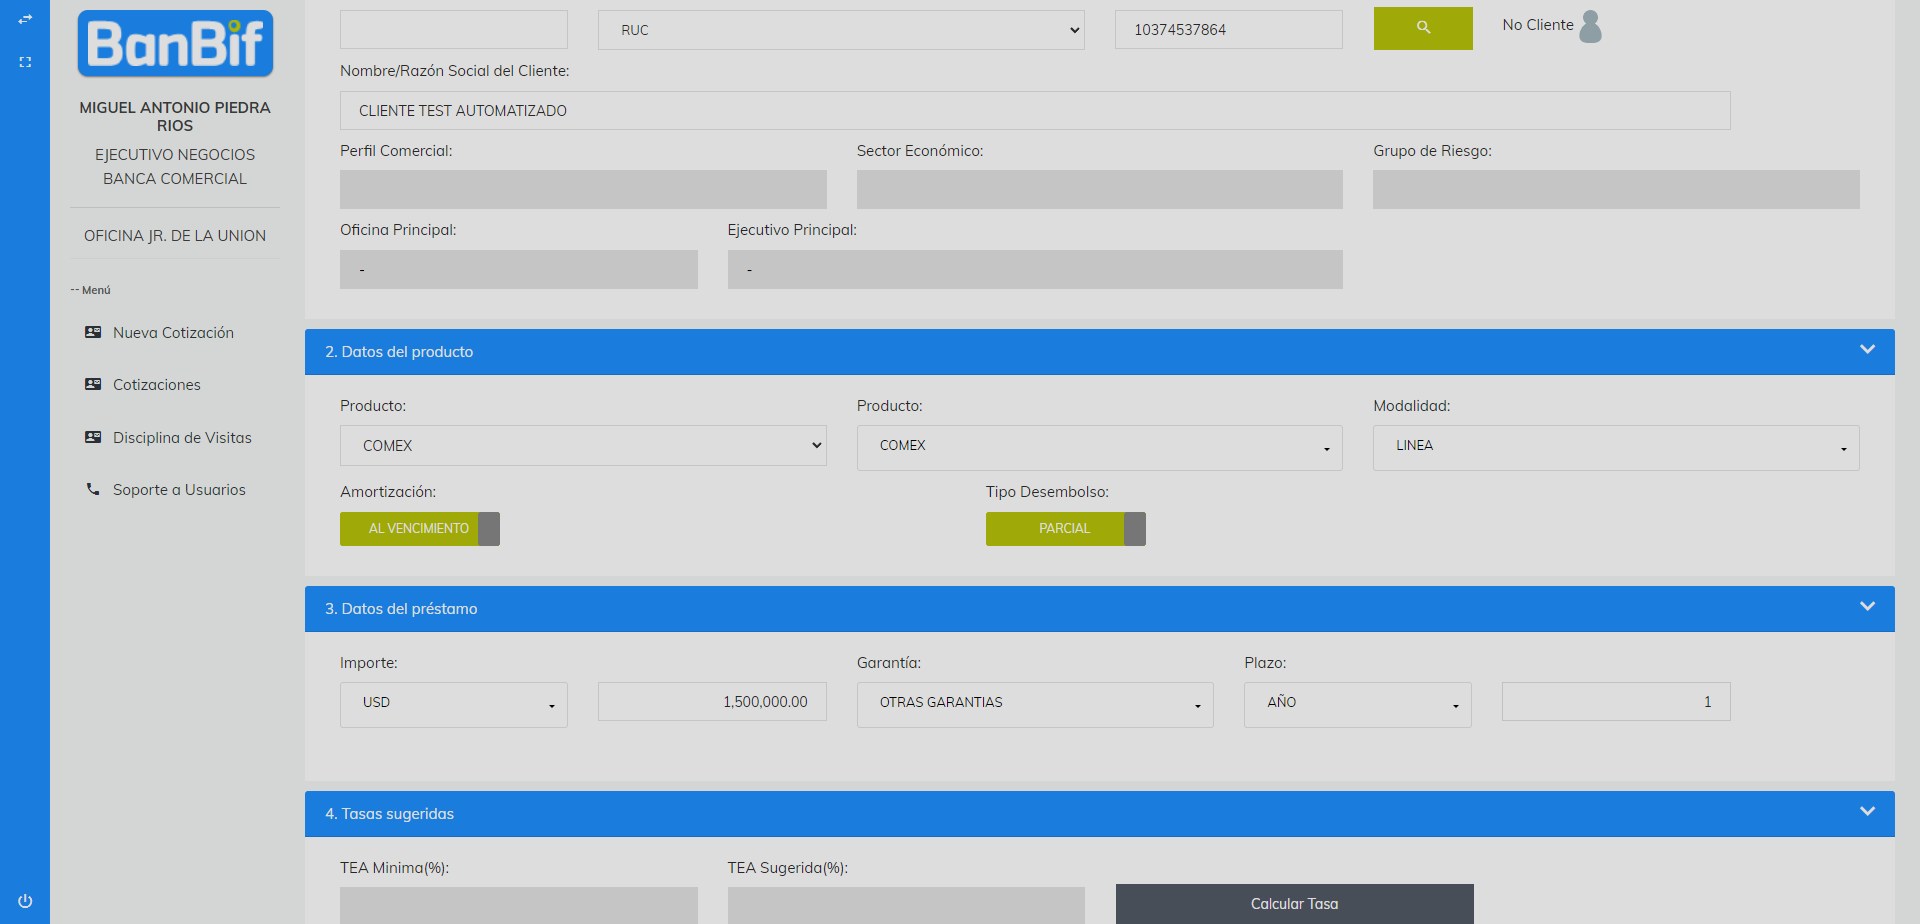 BanBif
MIGUEL ANTONIO PIEDRA
RIOS
EJECUTIVO NEGOCIOS
BANCA COMERCIAL
OFICINA JR. DE LA UNION
-- Menú
Nueva Cotización
Cotizaciones
Disciplina de Visitas
Soporte a Usuarios
RUC
10374537864
No Cliente
Nombre/Razón Social del Cliente:
CLIENTE TEST AUTOMATIZADO
Perfil Comercial:
Sector Económico:
Grupo de Riesgo:
Oficina Principal:
Ejecutivo Principal:
-
-
2. Datos del producto
Producto:
Producto:
Modalidad:
COMEX
COMEX
LINEA
Amortización:
Tipo Desembolso:
AL VENCIMIENTO
PARCIAL
3. Datos del préstamo
Importe:
Garantía:
Plazo:
USD
1,500,000.00
OTRAS GARANTIAS
AÑO
1
4. Tasas sugeridas
TEA Minima(%):
TEA Sugerida(%):
Calcular Tasa